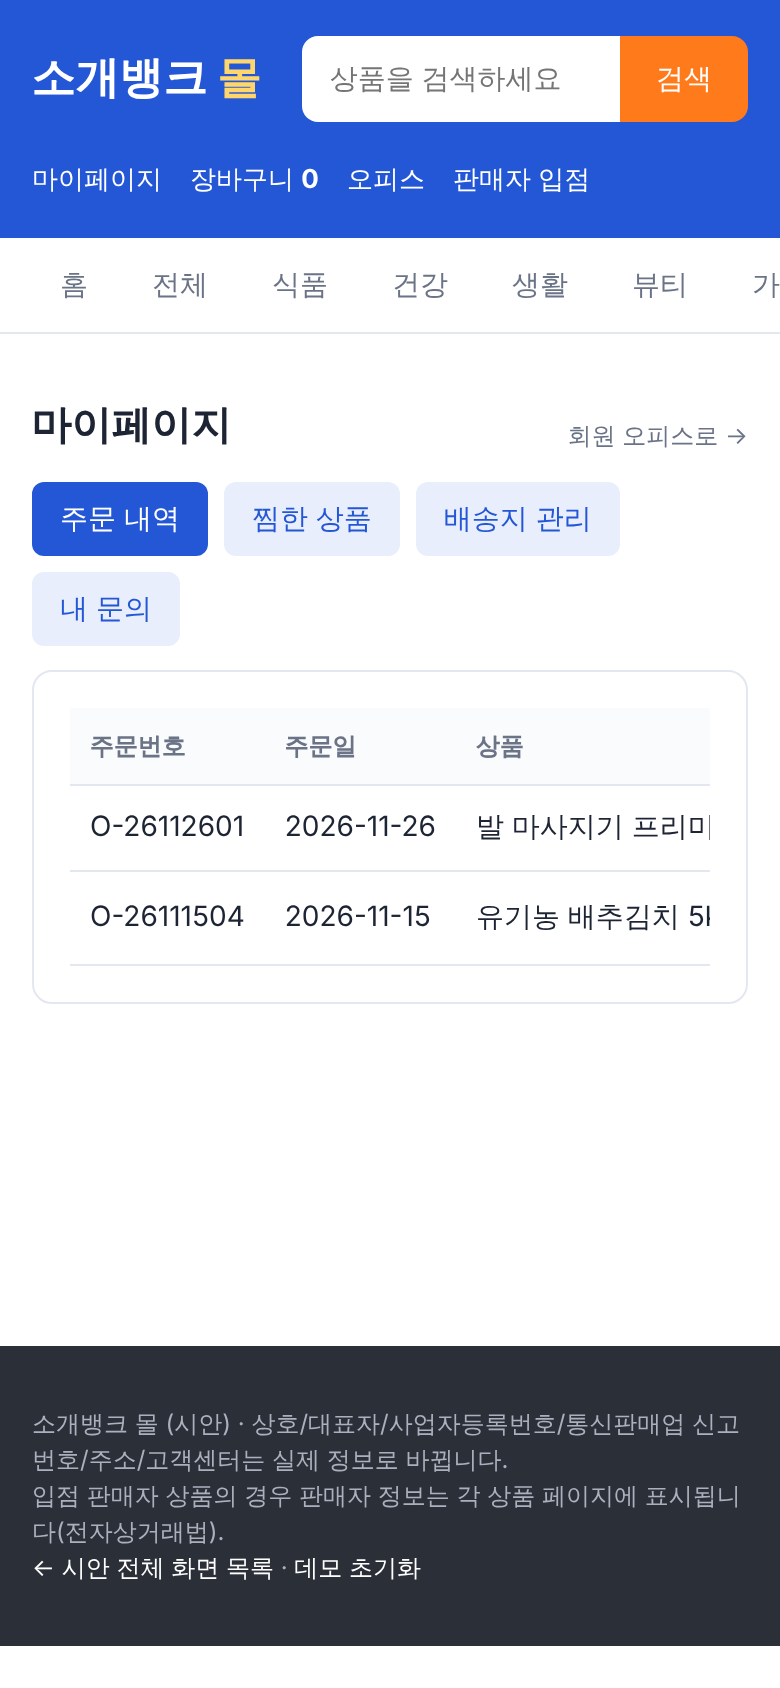 소개뱅크 몰
상품을 검색하세요
검색
마이페이지 장바구니 0 오피스 판매자 입점
홈 전체 식품 건강 생활 뷰티 가
마이페이지
회원 오피스로 →
주문 내역 찜한 상품 배송지 관리
내 문의
주문번호 주문일 상품
O-26112601 2026-11-26 발 마사지기 프리미
O-26111504 2026-11-15 유기농 배추김치 5k
소개뱅크 몰 (시안) · 상호/대표자/사업자등록번호/통신판매업 신고
번호/주소/고객센터는 실제 정보로 바뀝니다.
입점 판매자 상품의 경우 판매자 정보는 각 상품 페이지에 표시됩니
다(전자상거래법).
← 시안 전체 화면 목록 · 데모 초기화